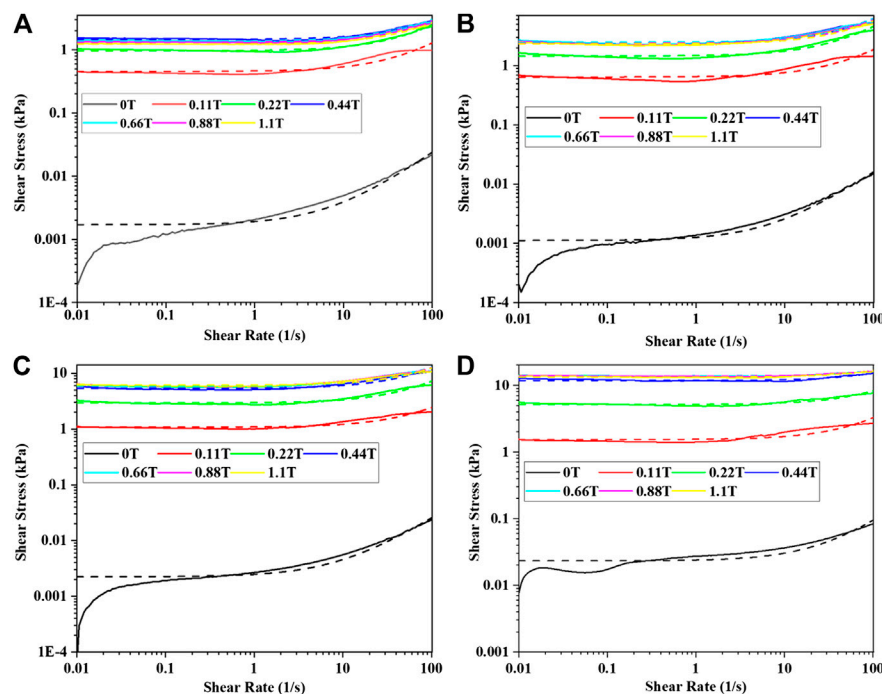 A
Shear Stress (kPa)
1
0.1
0.01
0.001
1E-4
0T 0.11T 0.22T 0.44T
0.66T 0.88T 1.1T
0.01 0.1 1 10 100
Shear Rate (1/s)
B
Shear Stress (kPa)
1
0.1
0.01
0.001
1E-4
0T 0.11T 0.22T 0.44T
0.66T 0.88T 1.1T
0.01 0.1 1 10 100
Shear Rate (1/s)
C
Shear Stress (kPa)
10
1
0.1
0.01
0.001
1E-4
0T 0.11T 0.22T 0.44T
0.66T 0.88T 1.1T
0.01 0.1 1 10 100
Shear Rate (1/s)
D
Shear Stress (kPa)
10
1
0.1
0.01
0.001
0T 0.11T 0.22T 0.44T
0.66T 0.88T 1.1T
0.01 0.1 1 10 100
Shear Rate (1/s)